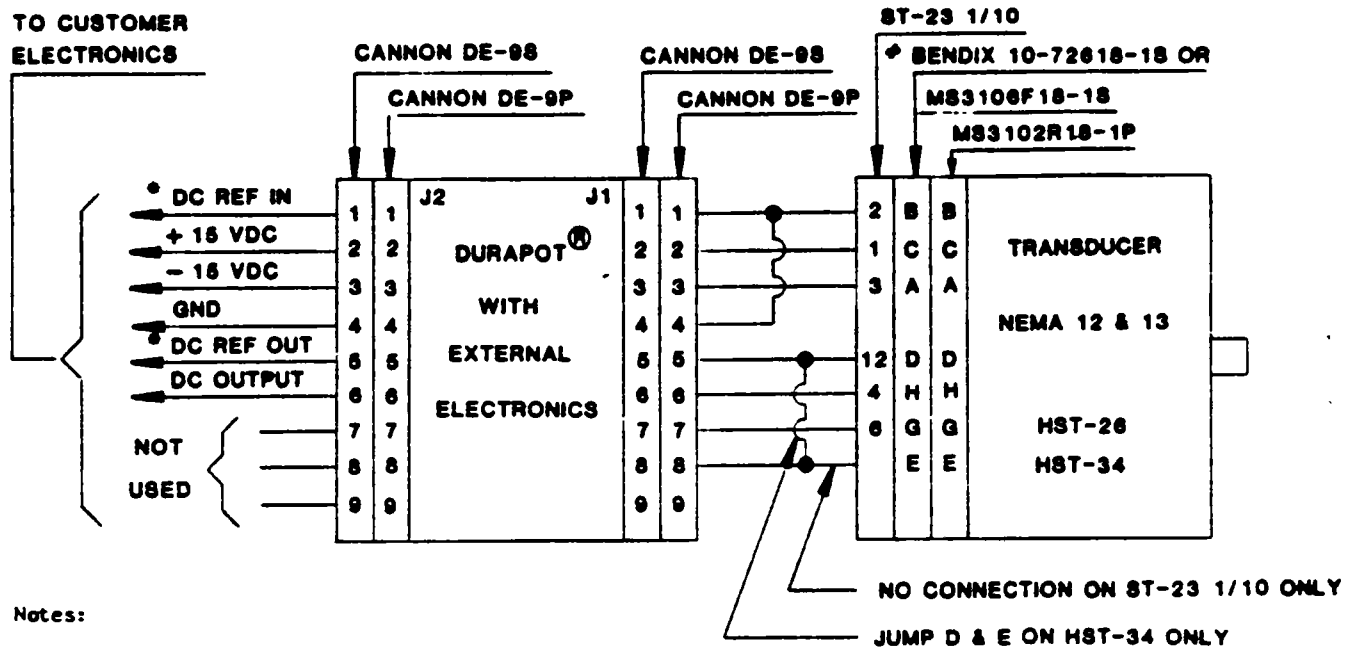 TO CUSTOMER
ELECTRONICS
CANNON DE-9S
CANNON DE-9P
CANNON DE-9S
CANNON DE-9P
ST-23 1/10
* BENDIX 10-72618-1S OR
MS3106F18-1S
MS3102R18-1P
* DC REF IN
+ 15 VDC
- 15 VDC
GND
* DC REF OUT
DC OUTPUT
NOT
USED
1 1
2 2
3 3
4 4
5 5
6 6
7 7
8 8
9 9
J2
J1
DURAPOT®
WITH
EXTERNAL
ELECTRONICS
1 1
2 2
3 3
4 4
5 5
6 6
7 7
8 8
9 9
2 B B
1 C C
3 A A
12 D D
4 H H
6 G G
E E
TRANSDUCER
NEMA 12 & 13
HST-26
HST-34
NO CONNECTION ON ST-23 1/10 ONLY
JUMP D & E ON HST-34 ONLY
Notes: